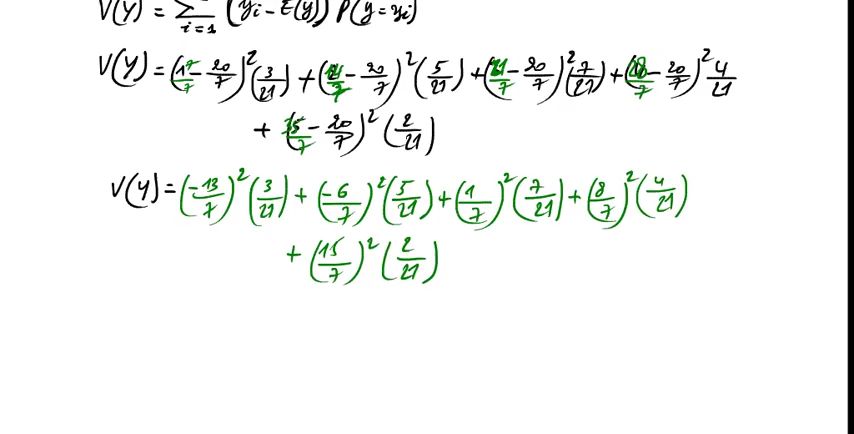 V(Y) = ∑ i=1 (yi - E(y)) P(y=yi)
V(Y) = (7/7 - 20/7)² (3/21) + (14/7 - 20/7)² (5/21) + (21/7 - 20/7)² (7/21) + (28/7 - 20/7)² 4/21
+ (35/7 - 20/7)² (2/21)
V(Y) = (-13/7)² (3/21) + (-6/7)² (5/21) + (1/7)² (7/21) + (8/7)² (4/21)
+ (15/7)² (2/21)